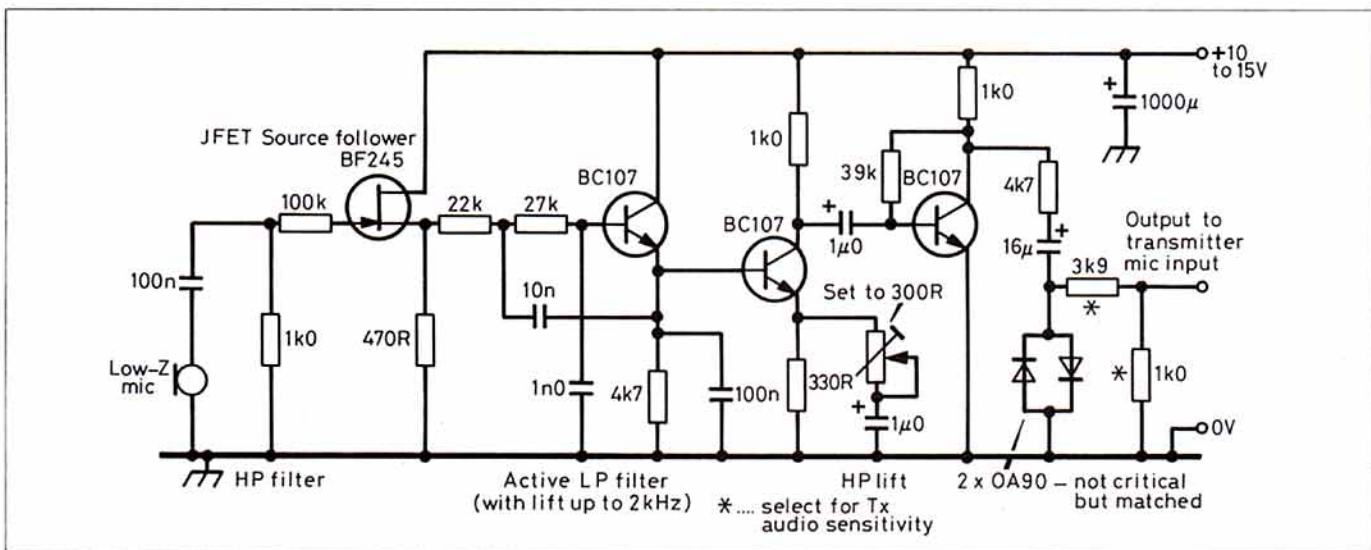 +10
to 15V
1k0
+
1000µ
JFET Source follower
BF245
1k0
39k
BC107
BC107
4k7
100k
22k
27k
BC107
+
1µ0
+
16µ
Output to
transmitter
mic input
3k9
*
100n
10n
Set to 300R
1k0
470R
Low-Z
mic
1n0
4k7
100n
330R
+
1µ0
*
1k0
0V
HP filter
Active LP filter
(with lift up to 2kHz)
HP lift
2 x OA90 – not critical
but matched
* .... select for Tx
audio sensitivity